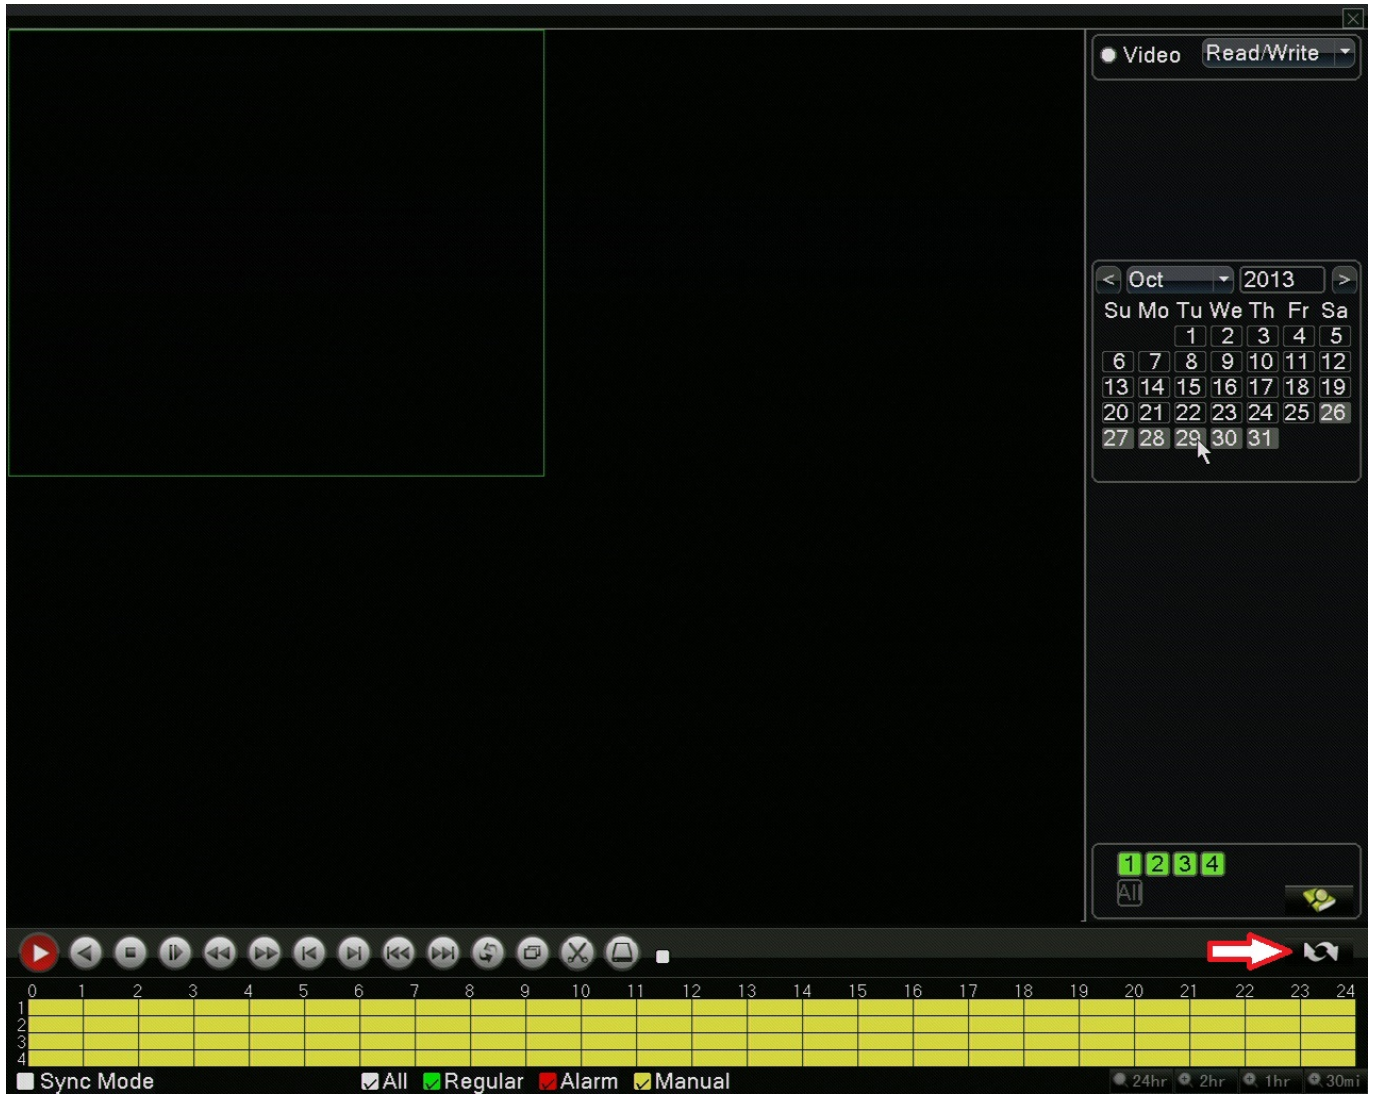 Video Read/Write
< Oct 2013 >
Su Mo Tu We Th Fr Sa
1 2 3 4 5
6 7 8 9 10 11 12
13 14 15 16 17 18 19
20 21 22 23 24 25 26
27 28 29 30 31
1 2 3 4
All
0 1 2 3 4 5 6 7 8 9 10 11 12 13 14 15 16 17 18 19 20 21 22 23 24
1
2
3
4
Sync Mode All Regular Alarm Manual 24hr 2hr 1hr 30mi